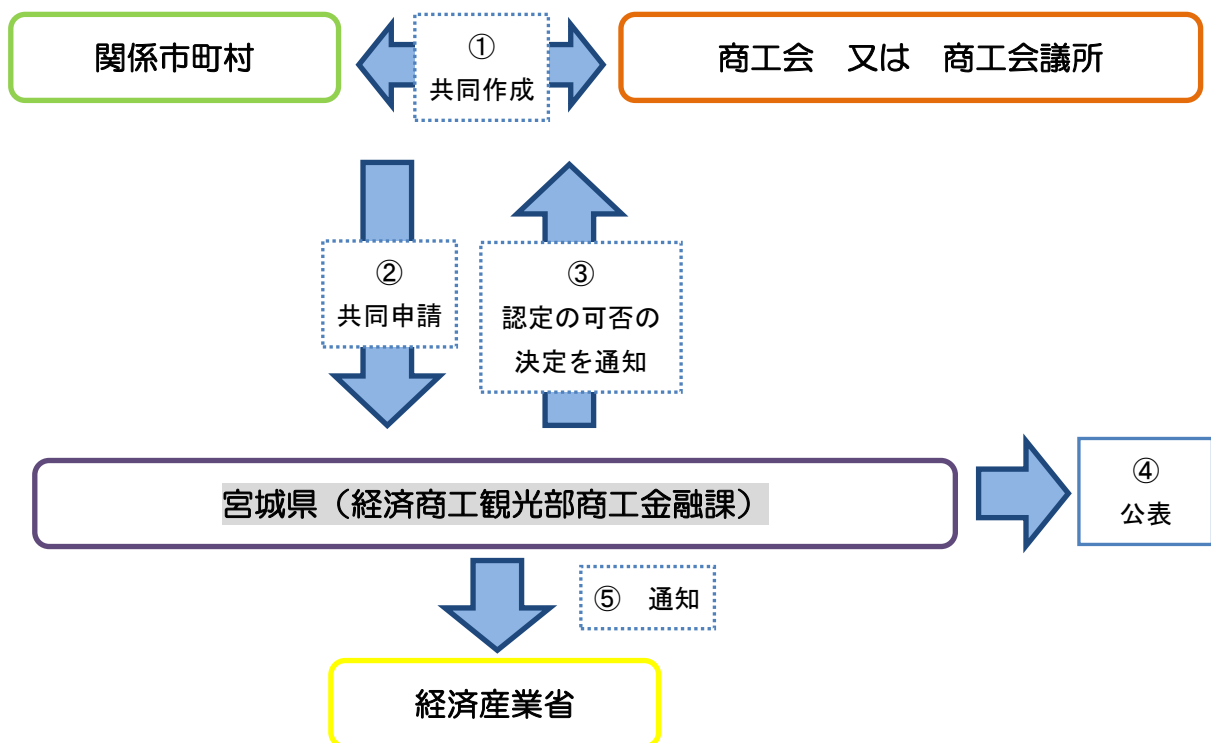 関係市町村
①
共同作成
商工会　又は　商工会議所
②
共同申請
③
認定の可否の
決定を通知
宮城県（経済商工観光部商工金融課）
④
公表
⑤　通知
経済産業省